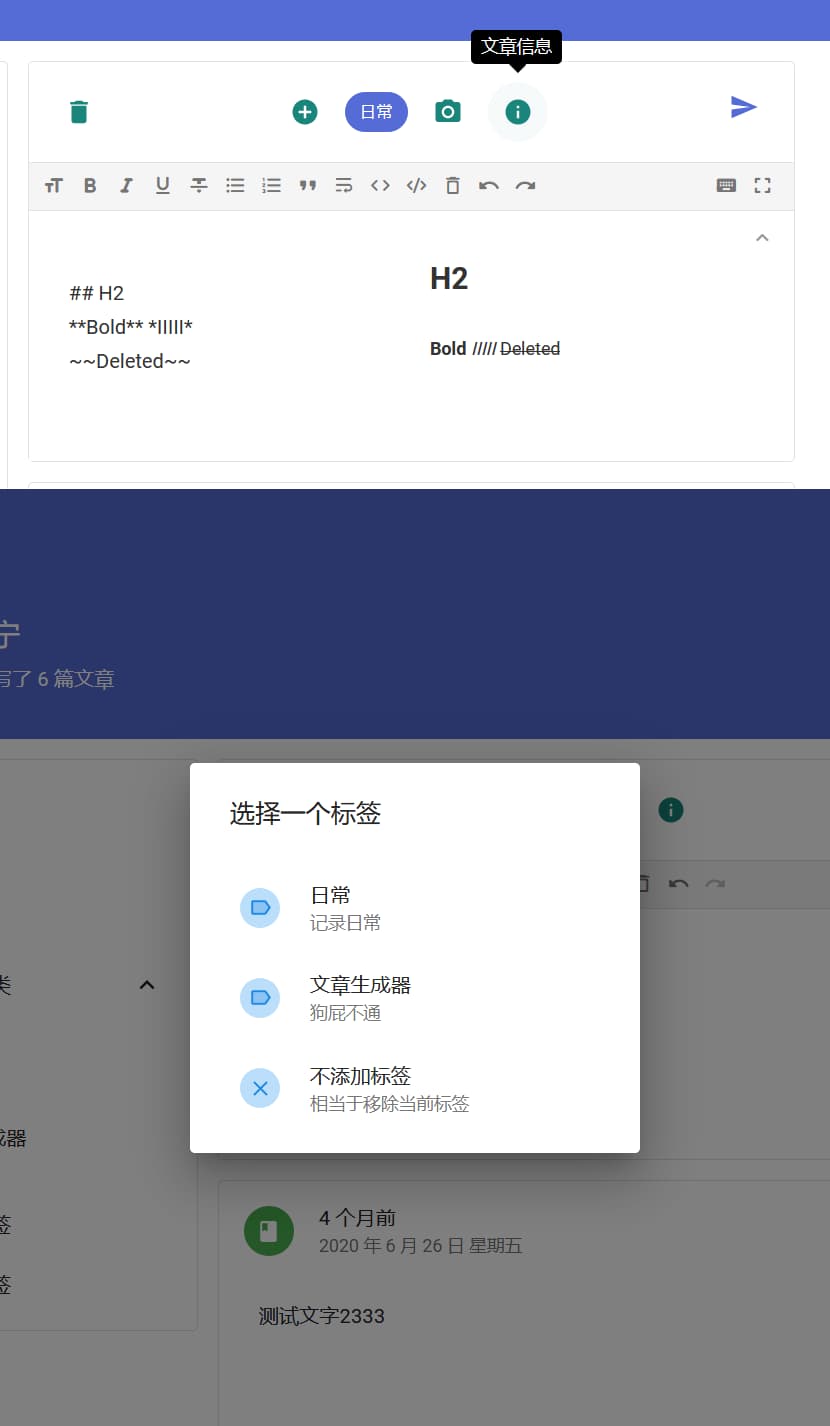 文章信息
日常
## H2
**Bold** *IIIII*
~~Deleted~~
H2
Bold IIIII Deleted
宁
写了 6 篇文章
选择一个标签
日常
记录日常
文章生成器
狗屁不通
不添加标签
相当于移除当前标签
类
成器
签
签
4 个月前
2020 年 6 月 26 日 星期五
测试文字2333